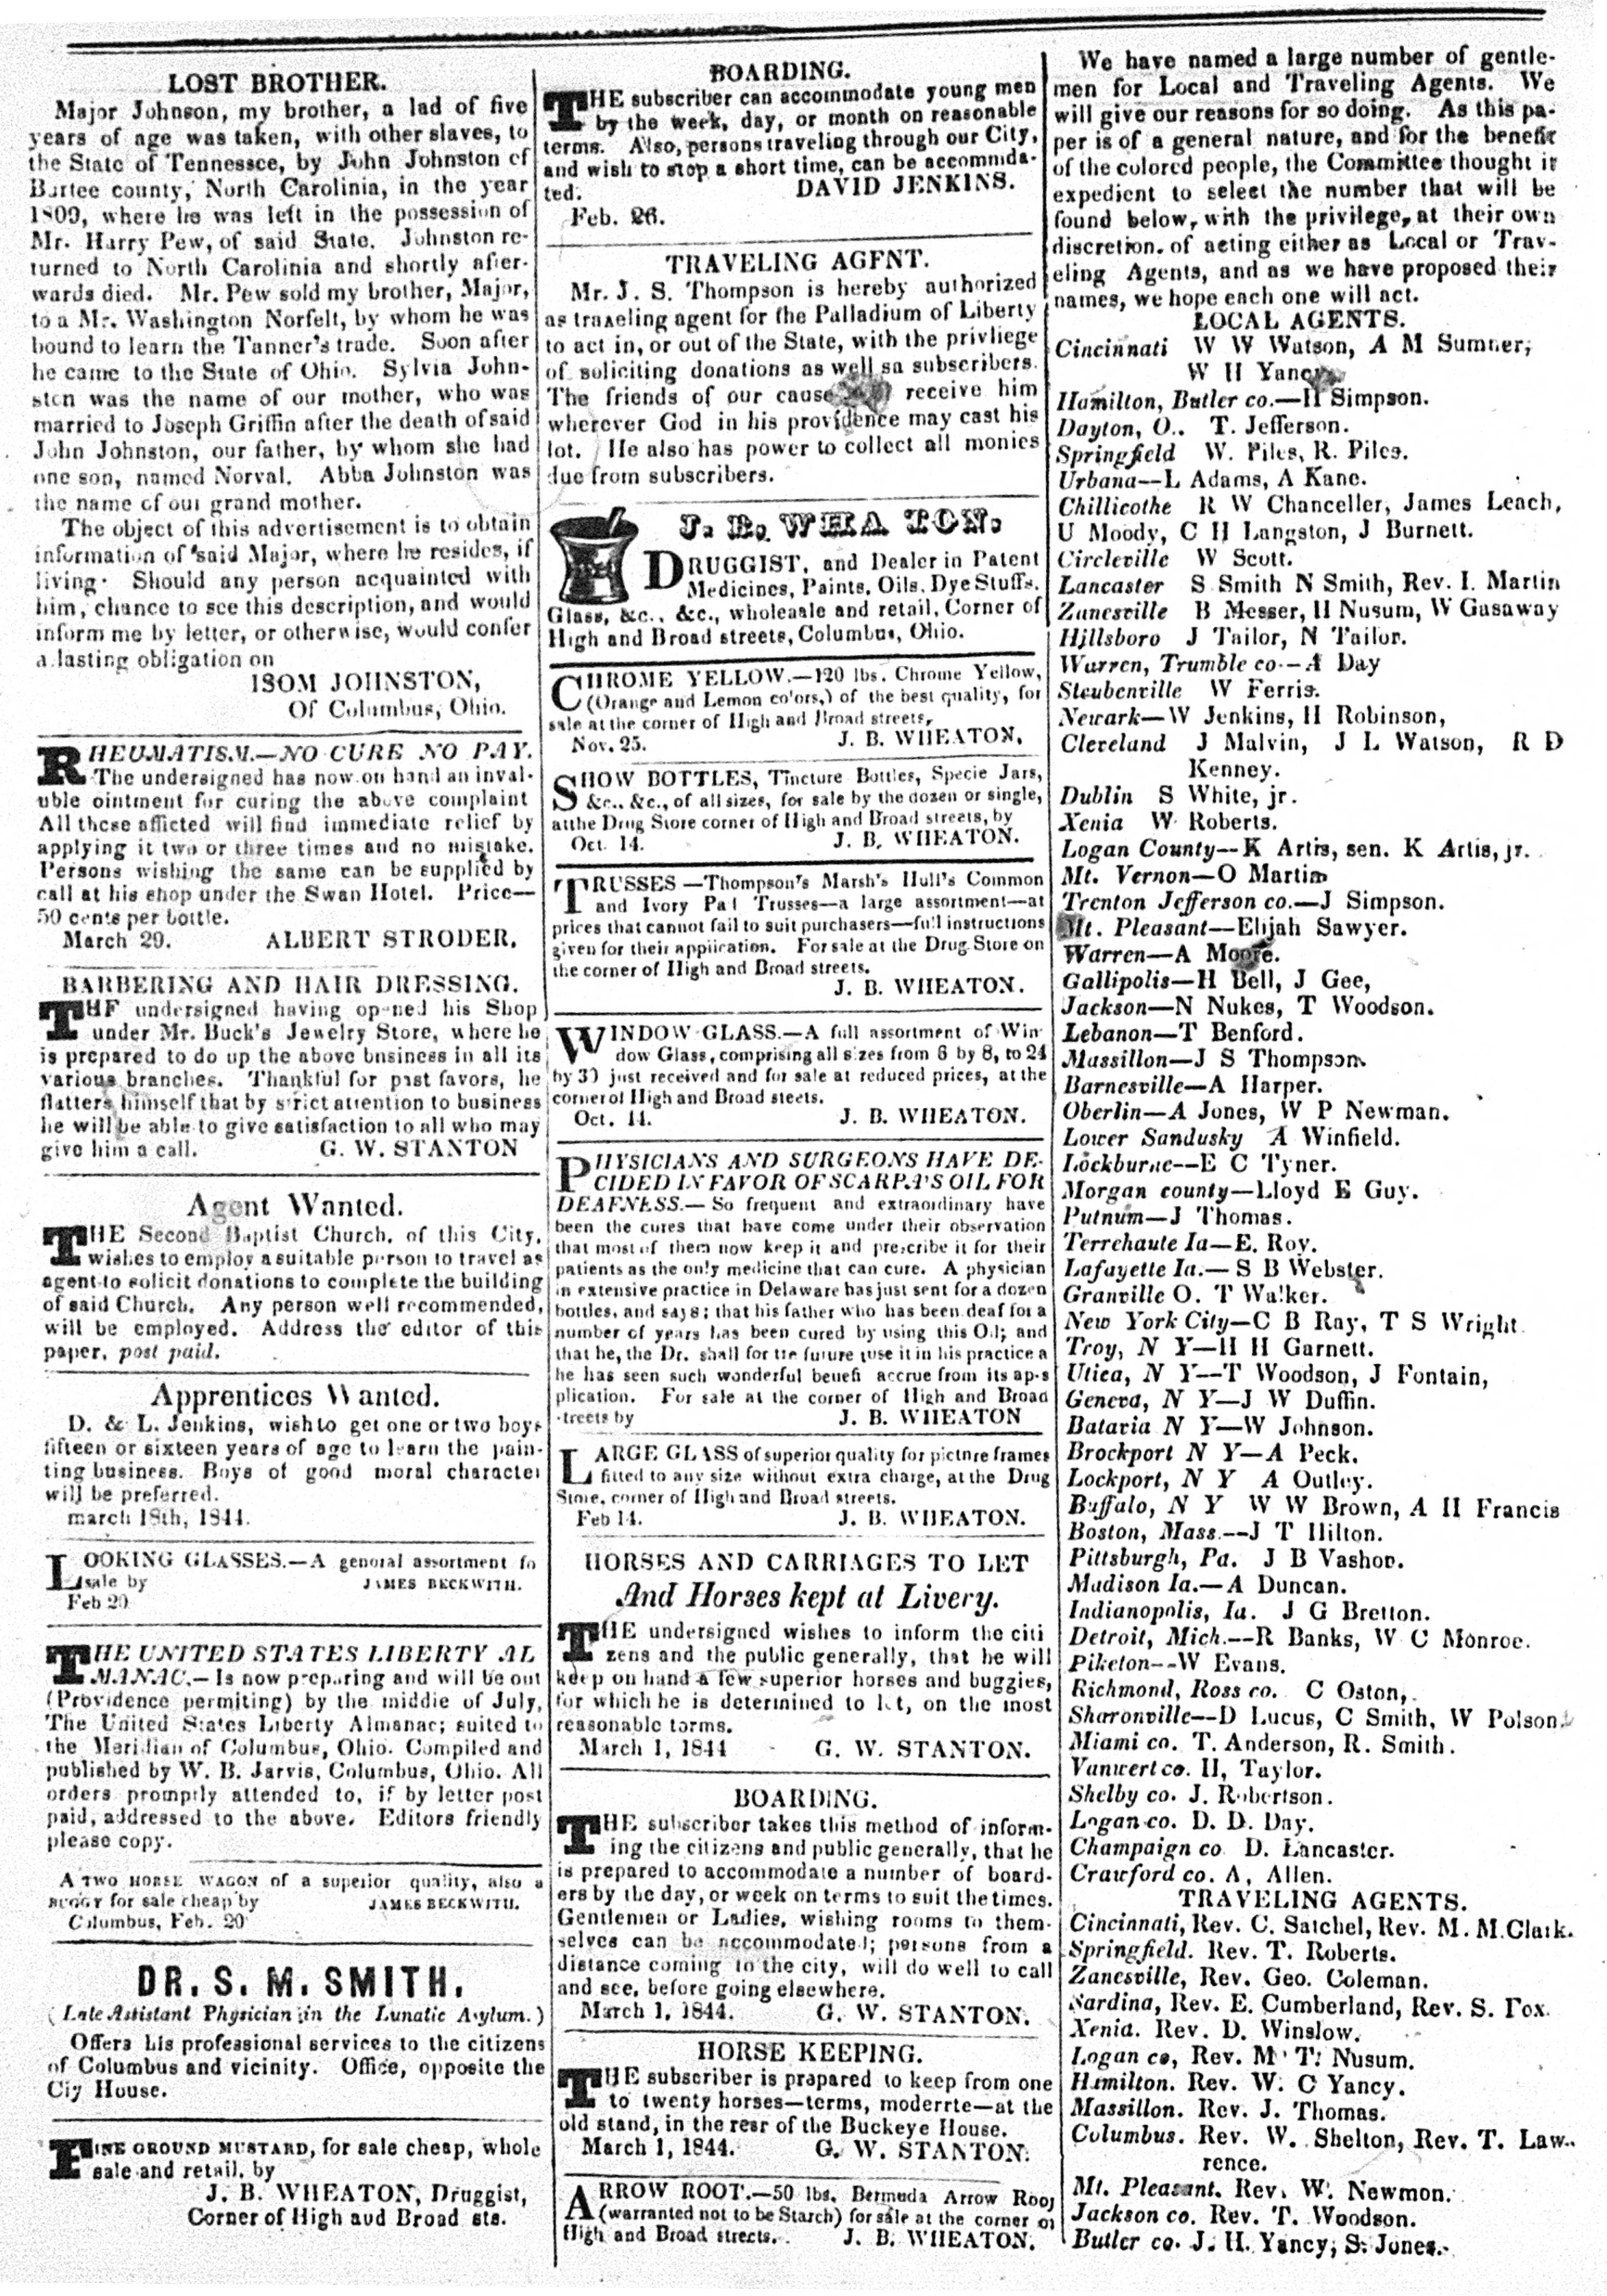 LOST BROTHER.
Major Johnson, my brother, a lad of five
years of age was taken, with other slaves, to
the State of Tennessce, by John Johnston of
Bartee county, North Carolinia, in the year
1809, where he was left in the possession of
Mr. Harry Pew, of said State. Johnston re-
turned to North Carolinia and shortly after-
wards died. Mr. Pew sold my brother, Major,
to a Mr. Washington Norfelt, by whom he was
bound to learn the Tanner's trade. Soon after
he came to the State of Ohio. Sylvia John-
ston was the name of our mother, who was
married to Joseph Griffin after the death of said
John Johnston, our father, by whom she had
one son, named Norval. Abba Johnston was
the name of our grand mother.
The object of this advertisement is to obtain
information of said Major, where he resides, if
living. Should any person acquainted with
him, chance to see this description, and would
inform me by letter, or otherwise, would confer
a lasting obligation on
ISOM JOHNSTON,
Of Columbus, Ohio.
RHEUMATISM.—NO CURE NO PAY.
The undersigned has now on hand an inval-
uble ointment for curing the above complaint
All those afflicted will find immediate relief by
applying it two or three times and no mistake.
Persons wishing the same can be supplied by
call at his shop under the Swan Hotel. Price—
50 cents per bottle.
March 29. ALBERT STRODER.
BARBERING AND HAIR DRESSING.
THE undersigned having opened his Shop
under Mr. Buck's Jewelry Store, where he
is prepared to do up the above business in all its
various branches. Thankful for past favors, he
flatters himself that by strict attention to business
he will be able to give satisfaction to all who may
give him a call. G. W. STANTON
Agent Wanted.
THE Second Baptist Church, of this City,
wishes to employ a suitable person to travel as
agent to solicit donations to complete the building
of said Church. Any person well recommended,
will be employed. Address the editor of this
paper, post paid.
Apprentices Wanted.
D. & L. Jenkins, wish to get one or two boys
fifteen or sixteen years of age to learn the pain-
ting business. Boys of good moral character
will be preferred.
march 18th, 1844.
LOOKING GLASSES.—A genoral assortment fo
sale by JAMES BECKWITH.
Feb 20
THE UNITED STATES LIBERTY AL
MANAC.—Is now preparing and will be out
(Providence permiting) by the middle of July,
The United States Liberty Almanac; suited to
the Meridian of Columbus, Ohio. Compiled and
published by W. B. Jarvis, Columbus, Ohio. All
orders promptly attended to, if by letter post
paid, addressed to the above. Editors friendly
please copy.
A TWO HORSE WAGON of a superior quality, also a
BUGGY for sale cheap by JAMES BECKWITH.
Columbus, Feb. 20
DR. S. M. SMITH,
(Late Assistant Physician in the Lunatic Asylum.)
Offers his professional services to the citizens
of Columbus and vicinity. Office, opposite the
Ciy House.
FINE GROUND MUSTARD, for sale cheap, whole
sale and retail, by
J. B. WHEATON, Druggist,
Corner of High aud Broad sts.
BOARDING.
THE subscriber can accommodate young men
by the week, day, or month on reasonable
terms. Also, persons traveling through our City,
and wish to stop a short time, can be accommda-
ted. DAVID JENKINS.
Feb. 26.
TRAVELING AGENT.
Mr. J. S. Thompson is hereby authorized
as traveling agent for the Palladium of Liberty
to act in, or out of the State, with the privliege
of soliciting donations as well sa subscribers.
The friends of our cause receive him
wherever God in his providence may cast his
lot. He also has power to collect all monies
due from subscribers.
J. B. WHEATON:
DRUGGIST, and Dealer in Patent
Medicines, Paints, Oils, Dye Stuffs,
Glass, &c., &c., wholeale and retail, Corner of
High and Broad streets, Columbus, Ohio.
CHROME YELLOW.—120 lbs. Chrome Yellow,
(Orange and Lemon colors,) of the best quality, for
sale at the corner of High and Broad streets,
Nov. 25. J. B. WHEATON,
SHOW BOTTLES, Tincture Bottles, Specie Jars,
&c., &c., of all sizes, for sale by the dozen or single,
atthe Drug Store corner of High and Broad streets, by
Oct. 14. J. B. WHEATON.
TRUSSES—Thompson's Marsh's Hull's Common
and Ivory Pad Trusses—a large assortment—at
prices that cannot fail to suit purchasers—full instructions
given for their appiication. For sale at the Drug Store on
the corner of High and Broad streets.
J. B. WHEATON.
WINDOW GLASS.—A full assortment of Win-
dow Glass, comprising all sizes from 6 by 8, to 24
by 30 just received and for sale at reduced prices, at the
corner of High and Broad steets.
Oct. 14. J. B. WHEATON.
PHYSICIANS AND SURGEONS HAVE DE-
CIDED IN FAVOR OF SCARPA'S OIL FOR
DEAFNESS.—So frequent and extraordinary have
been the cures that have come under their observation
that most of them now keep it and prescribe it for their
patients as the only medicine that can cure. A physician
in extensive practice in Delaware has just sent for a dozen
bottles, and says; that his father who has been deaf for a
number of years has been cured by using this Oil; and
that he, the Dr. shall for tie future tuse it in his practice a
he has seen such wonderful benefi accrue from its ap-s
plication. For sale at the corner of High and Broad
streets by J. B. WHEATON
LARGE GLASS of superior quality for pictnre frames
fitted to any size without extra charge, at the Drug
Store, corner of High and Broad streets.
Feb 14. J. B. WHEATON.
HORSES AND CARRIAGES TO LET
And Horses kept at Livery.
THE undersigned wishes to inform the citi
zens and the public generally, that he will
keep on hand a few superior horses and buggies,
for which he is determined to let, on the most
reasonable torms.
March 1, 1844 G. W. STANTON.
BOARDING.
THE subscriber takes this method of inform-
ing the citizens and public generally, that he
is prepared to accommodate a number of board-
ers by the day, or week on terms to suit the times.
Gentlemen or Ladies, wishing rooms to them-
selves can be accommodated; persons from a
distance coming to the city, will do well to call
and see, before going elsewhere.
March 1, 1844. G. W. STANTON.
HORSE KEEPING.
THE subscriber is prapared to keep from one
to twenty horses—terms, moderrte—at the
old stand, in the resr of the Buckeye House.
March 1, 1844. G. W. STANTON.
ARROW ROOT.—50 lbs. Bermuda Arrow Roo
(warranted not to be Starch) for sale at the corner of
High and Broad streets. J. B. WHEATON.
We have named a large number of gentle-
men for Local and Traveling Agents. We
will give our reasons for so doing. As this pa-
per is of a general nature, and for the benefit
of the colored people, the Committee thought it
expedient to select the number that will be
found below, with the privilege, at their own
discretion. of acting either as Local or Trav-
eling Agents, and as we have proposed their
names, we hope each one will act.
LOCAL AGENTS.
Cincinnati W W Watson, A M Sumner,
W H Yancy
Hamilton, Butler co.—H Simpson.
Dayton, O.. T. Jefferson.
Springfield W. Piles, R. Piles.
Urbana--L Adams, A Kane.
Chillicothe R W Chanceller, James Leach,
U Moody, C H Langston, J Burnett.
Circleville W Scott.
Lancaster S Smith N Smith, Rev. I. Martin
Zanesville B Messer, H Nusum, W Gasaway
Hillsboro J Tailor, N Tailor.
Warren, Trumble co-–A Day
Steubenville W Ferris.
Newark—W Jenkins, H Robinson,
Cleveland J Malvin, J L Watson, R D
Kenney.
Dublin S White, jr.
Xenia W Roberts.
Logan County--K Artis, sen. K Artis, jr.
Mt. Vernon—O Martin
Trenton Jefferson co.—J Simpson.
Mt. Pleasant—Elijah Sawyer.
Warren—A Moore.
Gallipolis—H Bell, J Gee,
Jackson—N Nukes, T Woodson.
Lebanon—T Benford.
Massillon—J S Thompson.
Barnesville—A Harper.
Oberlin—A Jones, W P Newman.
Lower Sandusky A Winfield.
Lockburne--E C Tyner.
Morgan county—Lloyd E Guy.
Putnum—J Thomas.
Terrehaute Ia—E. Roy.
Lafayette Ia.— S B Webster.
Granville O. T Walker.
New York City—C B Ray, T S Wright
Troy, N Y—H H Garnett.
Utica, N Y--T Woodson, J Fontain,
Geneva, N Y—J W Duffin.
Batavia N Y—W Johnson.
Brockport N Y—A Peck.
Lockport, N Y A Outley.
Buffalo, N Y W W Brown, A H Francis
Boston, Mass.--J T Hilton.
Pittsburgh, Pa. J B Vashon.
Madison Ia.—A Duncan.
Indianopolis, Ia. J G Bretton.
Detroit, Mich.--R Banks, W C Monroe.
Piketon--W Evans.
Richmond, Ross co. C Oston,
Sharonville--D Lucus, C Smith, W Polson.
Miami co. T. Anderson, R. Smith.
Vanwert co. H, Taylor.
Shelby co. J. Robertson.
Logan co. D. D. Day.
Champaign co D. Lancaster.
Crawford co. A, Allen.
TRAVELING AGENTS.
Cincinnati, Rev. C. Satchel, Rev. M. M. Clark.
Springfield. Rev. T. Roberts.
Zanesville, Rev. Geo. Coleman.
Sardina, Rev. E. Cumberland, Rev. S. Fox.
Xenia. Rev. D. Winslow.
Logan co, Rev. M T. Nusum.
Hamilton. Rev. W. C Yancy.
Massillon. Rev. J. Thomas.
Columbus. Rev. W. Shelton, Rev. T. Law-
rence.
Mt. Pleasant. Rev. W. Newmon.
Jackson co. Rev. T. Woodson.
Butler co. J. H. Yancy, S. Jones.